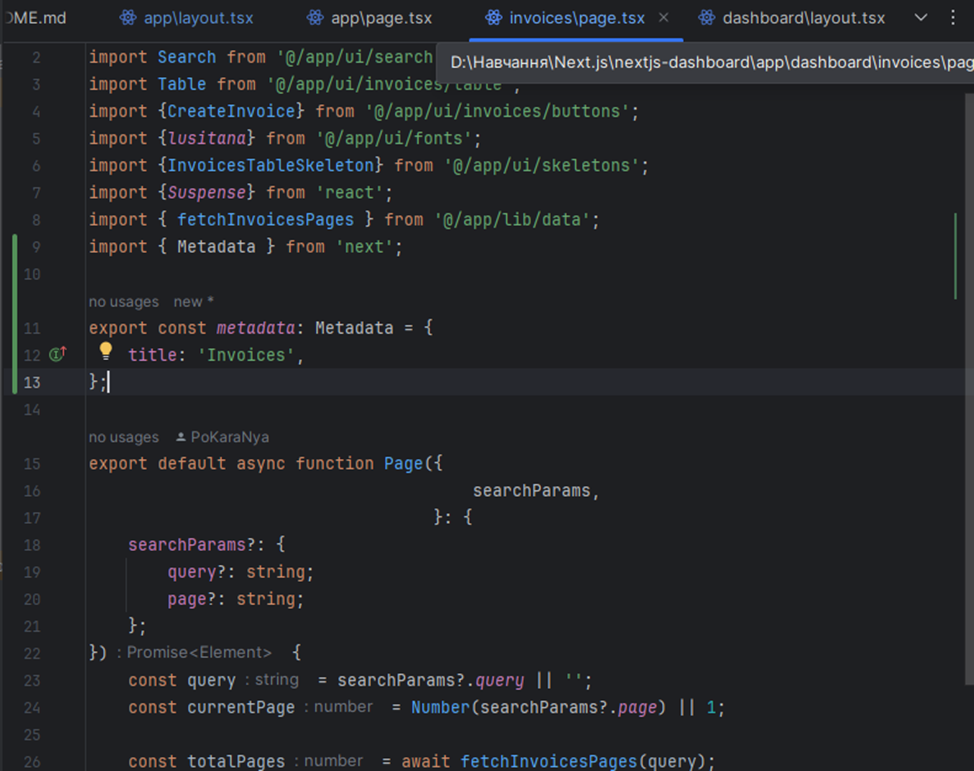 ME.md app\layout.tsx app\page.tsx invoices\page.tsx dashboard\layout.tsx
D:\Навчання\Next.js\nextjs-dashboard\app\dashboard\invoices\pag
2 import Search from '@/app/ui/search
3 import Table from '@/app/ui/invoices/table';
4 import {CreateInvoice} from '@/app/ui/invoices/buttons';
5 import {lusitana} from '@/app/ui/fonts';
6 import {InvoicesTableSkeleton} from '@/app/ui/skeletons';
7 import {Suspense} from 'react';
8 import { fetchInvoicesPages } from '@/app/lib/data';
9 import { Metadata } from 'next';
10
no usages new *
11 export const metadata: Metadata = {
12 title: 'Invoices',
13 };
14
no usages PoKaraNya
15 export default async function Page({
16 searchParams,
17 }: {
18 searchParams?: {
19 query?: string;
20 page?: string;
21 };
22 }) : Promise<Element> {
23 const query : string = searchParams?.query || '';
24 const currentPage : number = Number(searchParams?.page) || 1;
25
26 const totalPages : number = await fetchInvoicesPages(query);